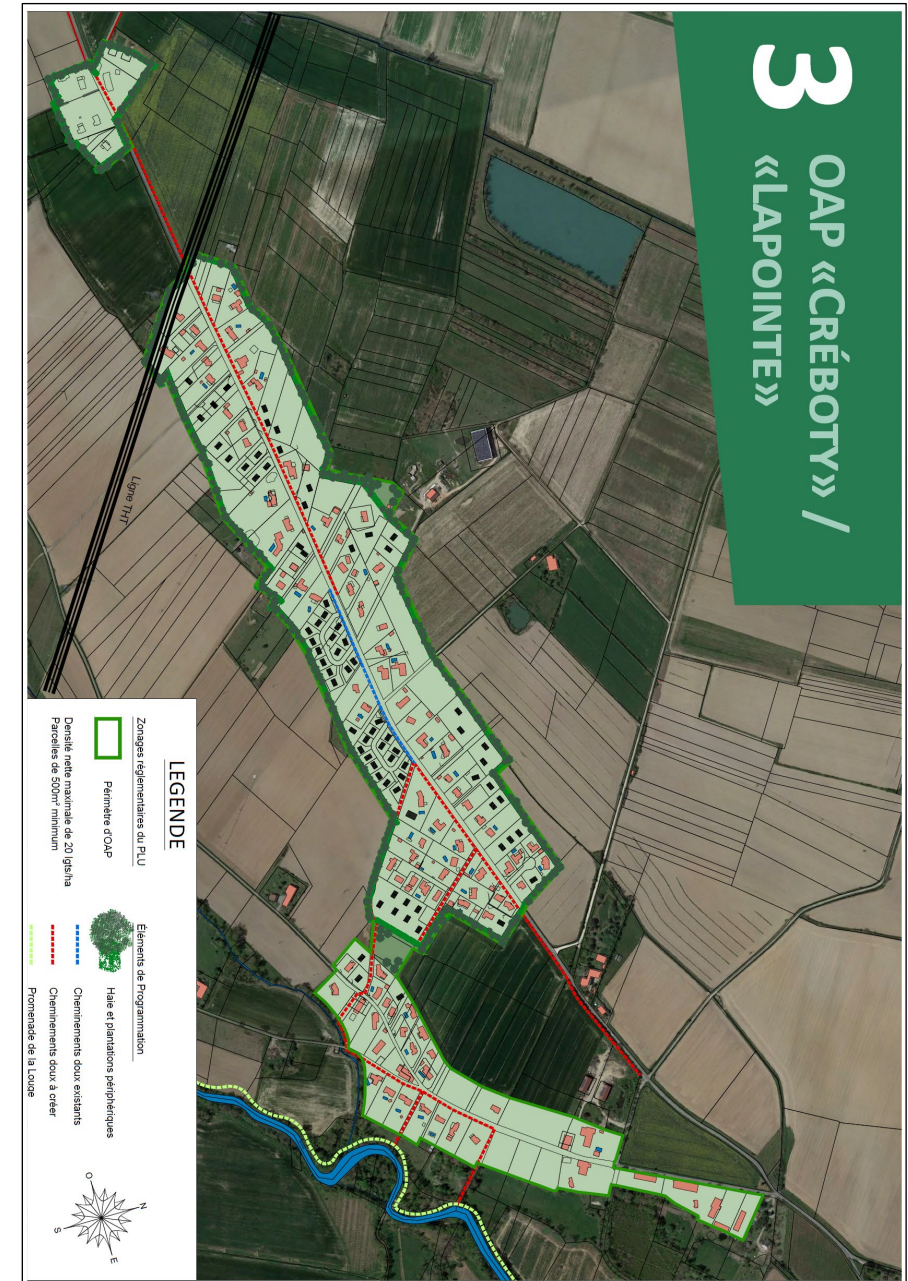 3
OAP «CRÉBOTY» /
«LAPOINTE»
Ligne THT
LEGENDE
Zonages réglementaires du PLU
Périmètre d'OAP
Densité nette maximale de 20 lgts/ha
Parcelles de 500m² minimum
Éléments de Programmation
Haie et plantations périphériques
Cheminements doux existants
Cheminements doux à créer
Promenade de la Louge
N
O
E
S